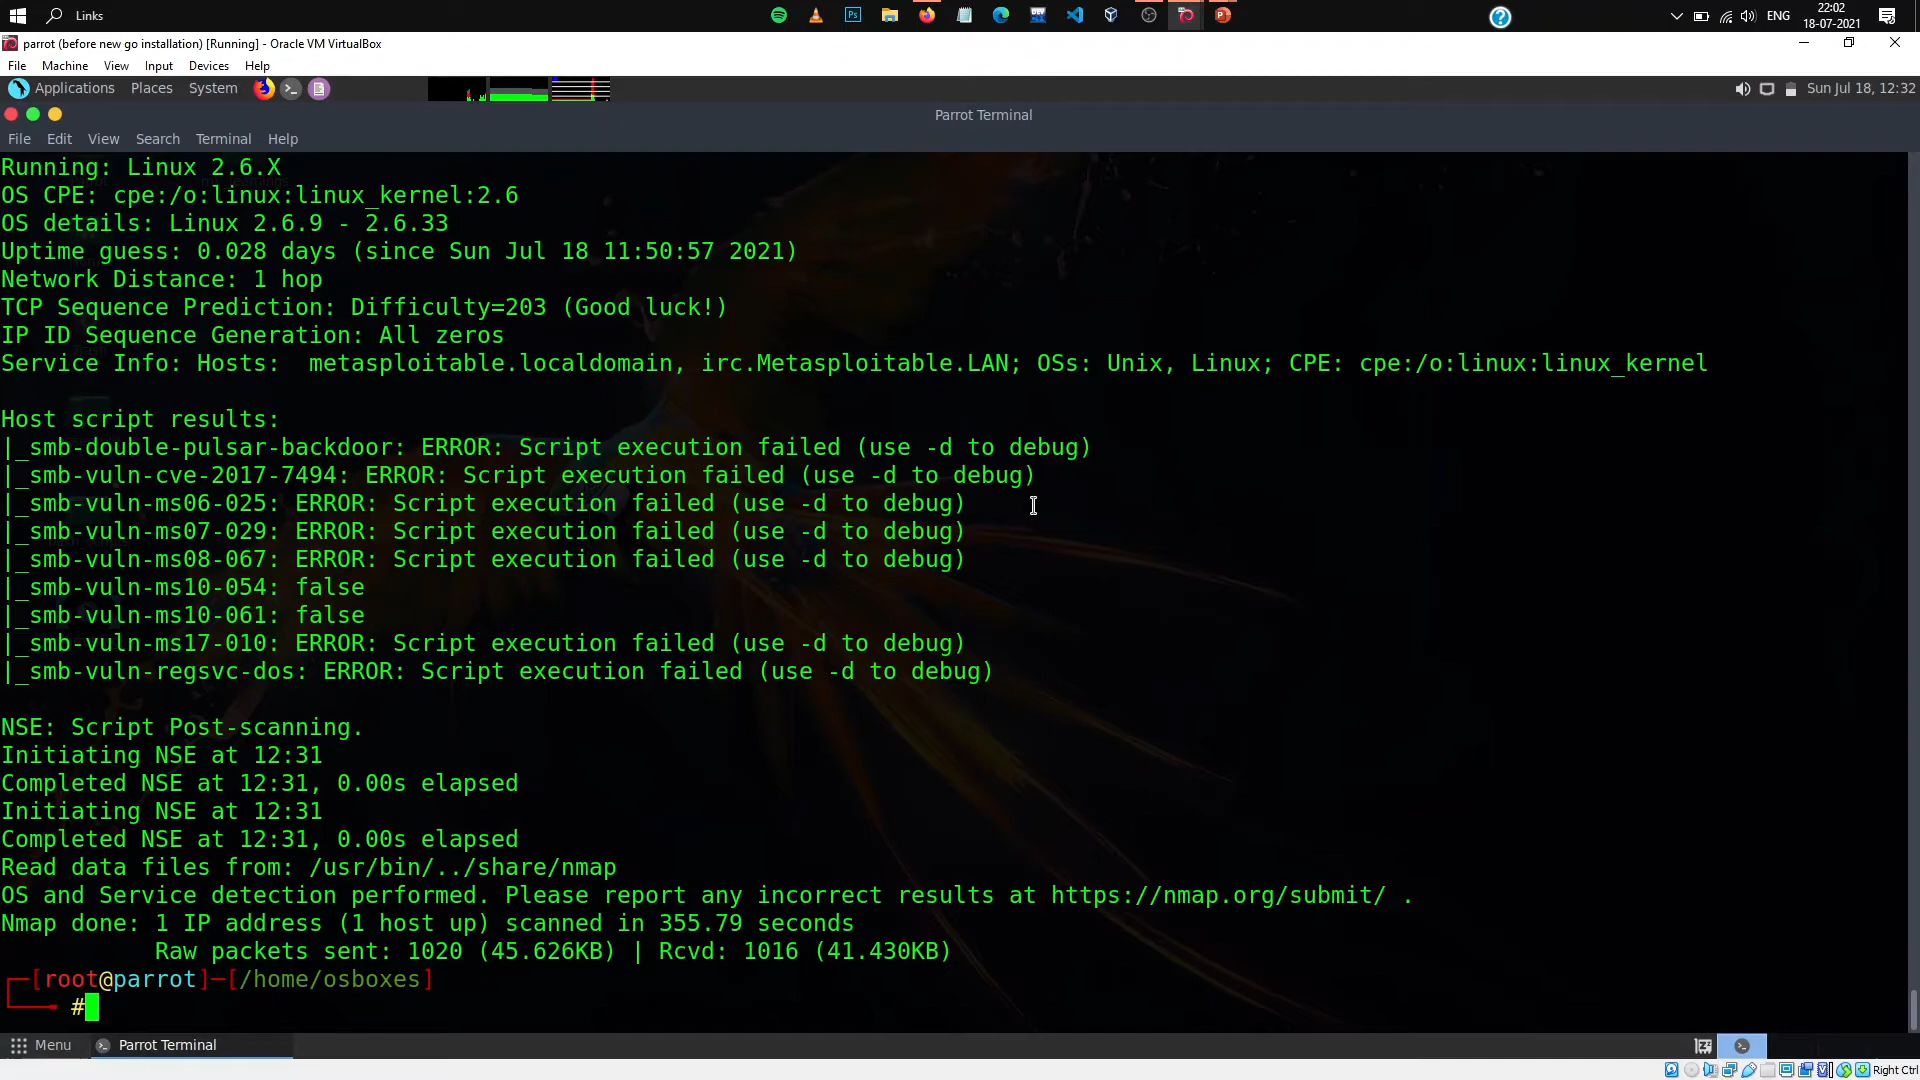 Links
Ps
DEV
ENG
22:02
18-07-2021
parrot (before new go installation) [Running] - Oracle VM VirtualBox
File Machine View Input Devices Help
Applications Places System
Sun Jul 18, 12:32
Parrot Terminal
File Edit View Search Terminal Help
Running: Linux 2.6.X
OS CPE: cpe:/o:linux:linux_kernel:2.6
OS details: Linux 2.6.9 - 2.6.33
Uptime guess: 0.028 days (since Sun Jul 18 11:50:57 2021)
Network Distance: 1 hop
TCP Sequence Prediction: Difficulty=203 (Good luck!)
IP ID Sequence Generation: All zeros
Service Info: Hosts:  metasploitable.localdomain, irc.Metasploitable.LAN; OSs: Unix, Linux; CPE: cpe:/o:linux:linux_kernel
Host script results:
|_smb-double-pulsar-backdoor: ERROR: Script execution failed (use -d to debug)
|_smb-vuln-cve-2017-7494: ERROR: Script execution failed (use -d to debug)
|_smb-vuln-ms06-025: ERROR: Script execution failed (use -d to debug)
|_smb-vuln-ms07-029: ERROR: Script execution failed (use -d to debug)
|_smb-vuln-ms08-067: ERROR: Script execution failed (use -d to debug)
|_smb-vuln-ms10-054: false
|_smb-vuln-ms10-061: false
|_smb-vuln-ms17-010: ERROR: Script execution failed (use -d to debug)
|_smb-vuln-regsvc-dos: ERROR: Script execution failed (use -d to debug)
NSE: Script Post-scanning.
Initiating NSE at 12:31
Completed NSE at 12:31, 0.00s elapsed
Initiating NSE at 12:31
Completed NSE at 12:31, 0.00s elapsed
Read data files from: /usr/bin/../share/nmap
OS and Service detection performed. Please report any incorrect results at https://nmap.org/submit/ .
Nmap done: 1 IP address (1 host up) scanned in 355.79 seconds
Raw packets sent: 1020 (45.626KB) | Rcvd: 1016 (41.430KB)
┌─[root@parrot]─[/home/osboxes]
└──╼ #
Menu
Parrot Terminal
Right Ctrl